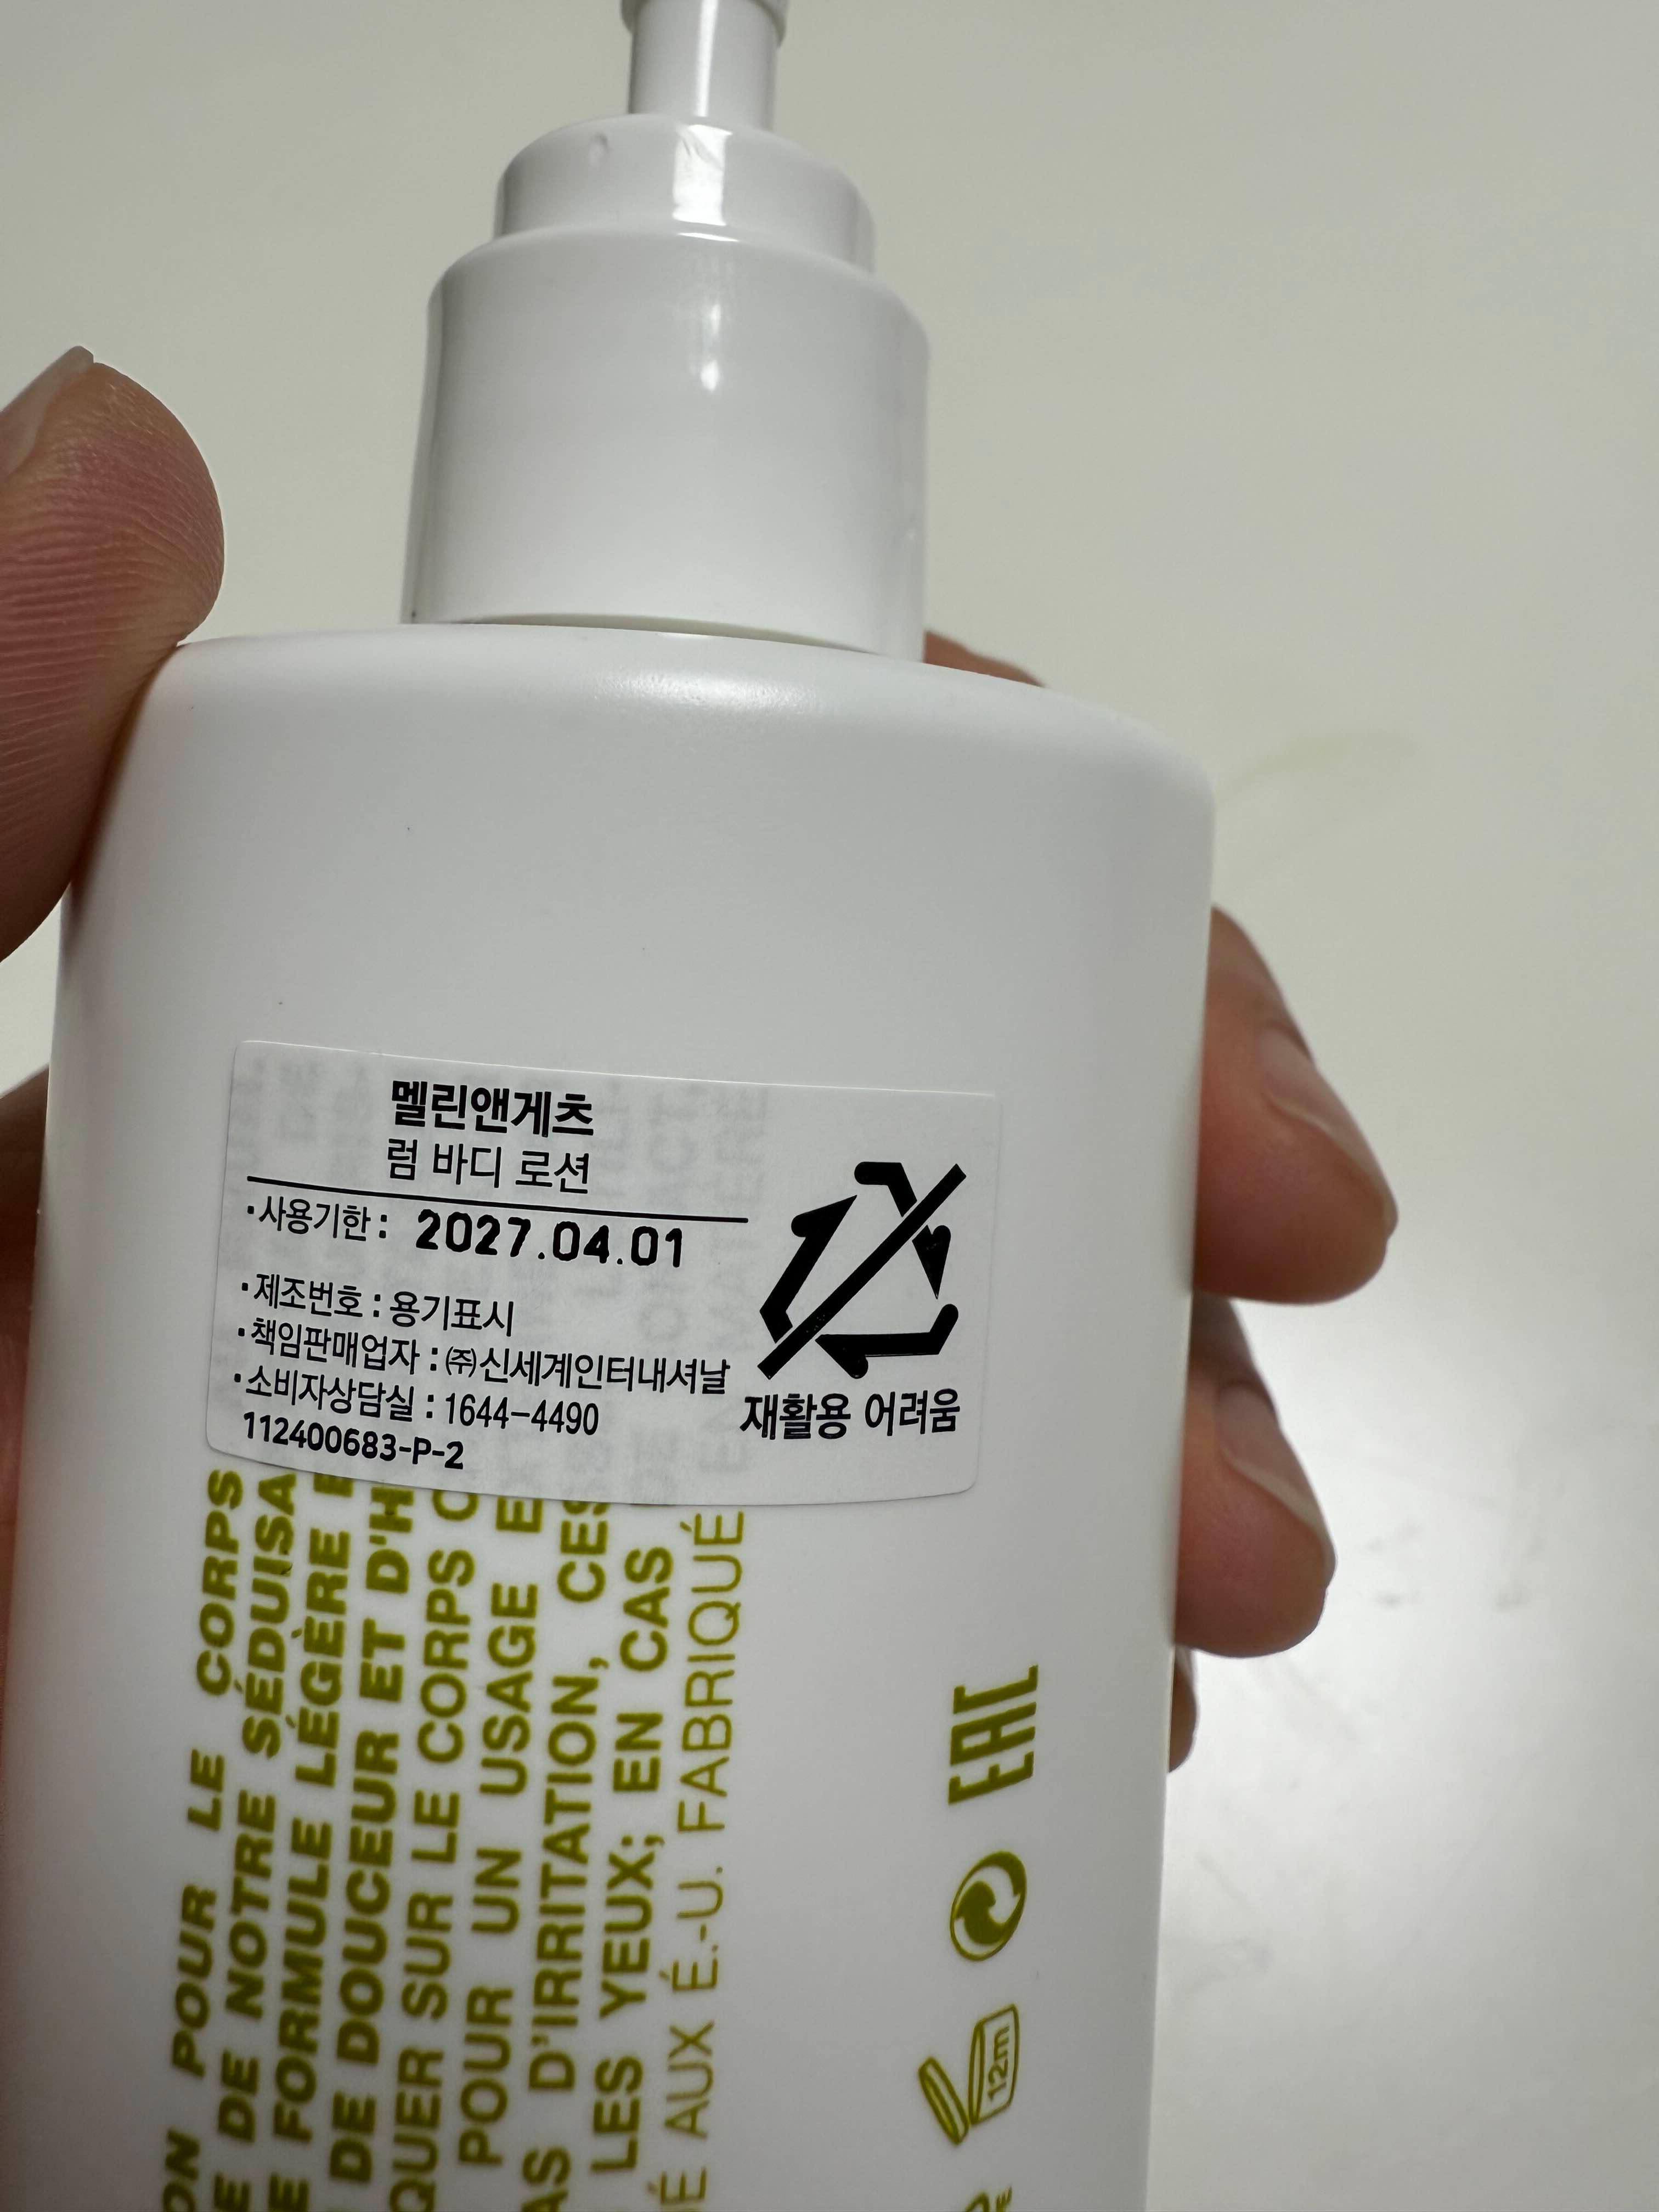 멜린앤게츠
럼 바디 로션
·사용기한 : 2027.04.01
·제조번호 : 용기표시
·책임판매업자 : ㈜신세계인터내셔날
·소비자상담실 : 1644-4490
112400683-P-2
재활용 어려움
POUR LE CORPS
DE NOTRE
FORMULE LÉGÈRE
DE DOUCEUR ET
SUR LE CORPS
POUR UN USAGE
D'IRRITATION,
LES YEUX; EN CAS
AUX É.-U. FABRIQUÉ
EAC
12m